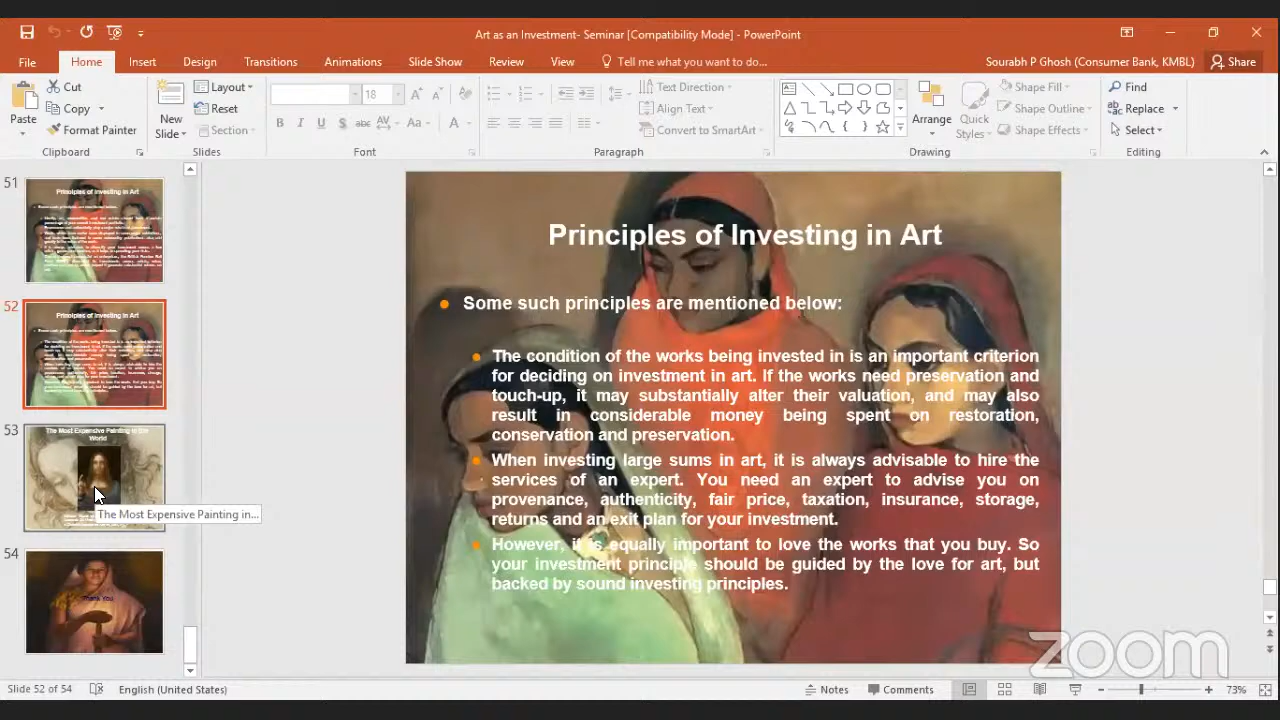 Art as an Investment- Seminar [Compatibility Mode] - PowerPoint
File Home Insert Design Transitions Animations Slide Show Review View Tell me what you want to do... Sourabh P Ghosh (Consumer Bank, KMBL) Share
Paste
Cut
Copy
Format Painter
Clipboard
New
Slide
Layout
Reset
Section
Slides
18
B I U S abc AV Aa A
Font
Text Direction
Align Text
Convert to SmartArt
Paragraph
Arrange
Quick
Styles
Shape Fill
Shape Outline
Shape Effects
Drawing
Find
Replace
Select
Editing
51
Principles of Investing in Art
52
Principles of Investing in Art
53
The Most Expensive Painting in the
World
The Most Expensive Painting in...
54
Thank You
Principles of Investing in Art
Some such principles are mentioned below:
The condition of the works being invested in is an important criterion
for deciding on investment in art. If the works need preservation and
touch-up, it may substantially alter their valuation, and may also
result in considerable money being spent on restoration,
conservation and preservation.
When investing large sums in art, it is always advisable to hire the
services of an expert. You need an expert to advise you on
provenance, authenticity, fair price, taxation, insurance, storage,
returns and an exit plan for your investment.
However, it is equally important to love the works that you buy. So
your investment principle should be guided by the love for art, but
backed by sound investing principles.
zoom
Slide 52 of 54 English (United States) Notes Comments 73%